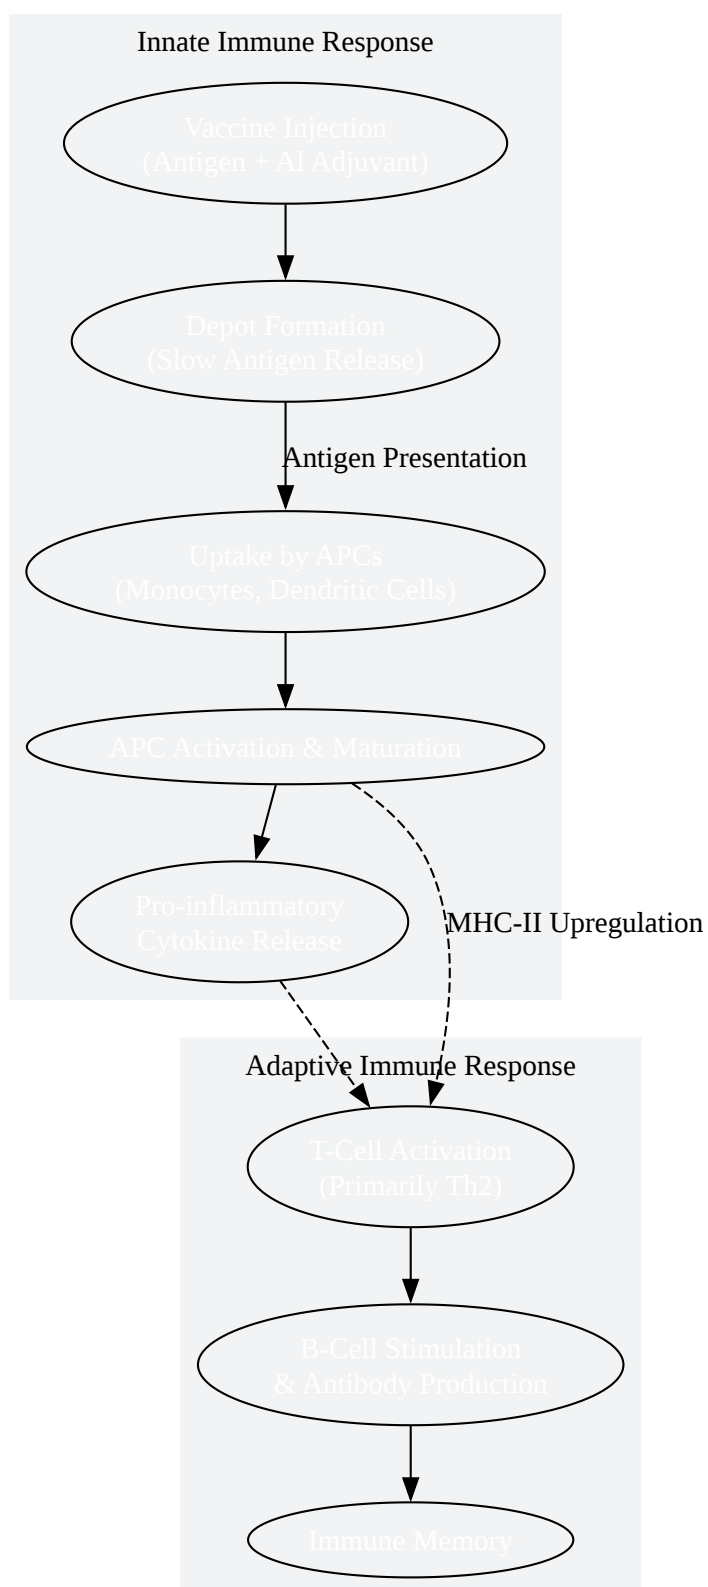 Innate Immune Response
Vaccine Injection
(Antigen + Al Adjuvant)
Depot Formation
(Slow Antigen Release)
Antigen Presentation
Uptake by APCs
(Monocytes, Dendritic Cells)
APC Activation & Maturation
Pro-inflammatory
Cytokine Release
MHC-II Upregulation
Adaptive Immune Response
T-Cell Activation
(Primarily Th2)
B-Cell Stimulation
& Antibody Production
Immune Memory